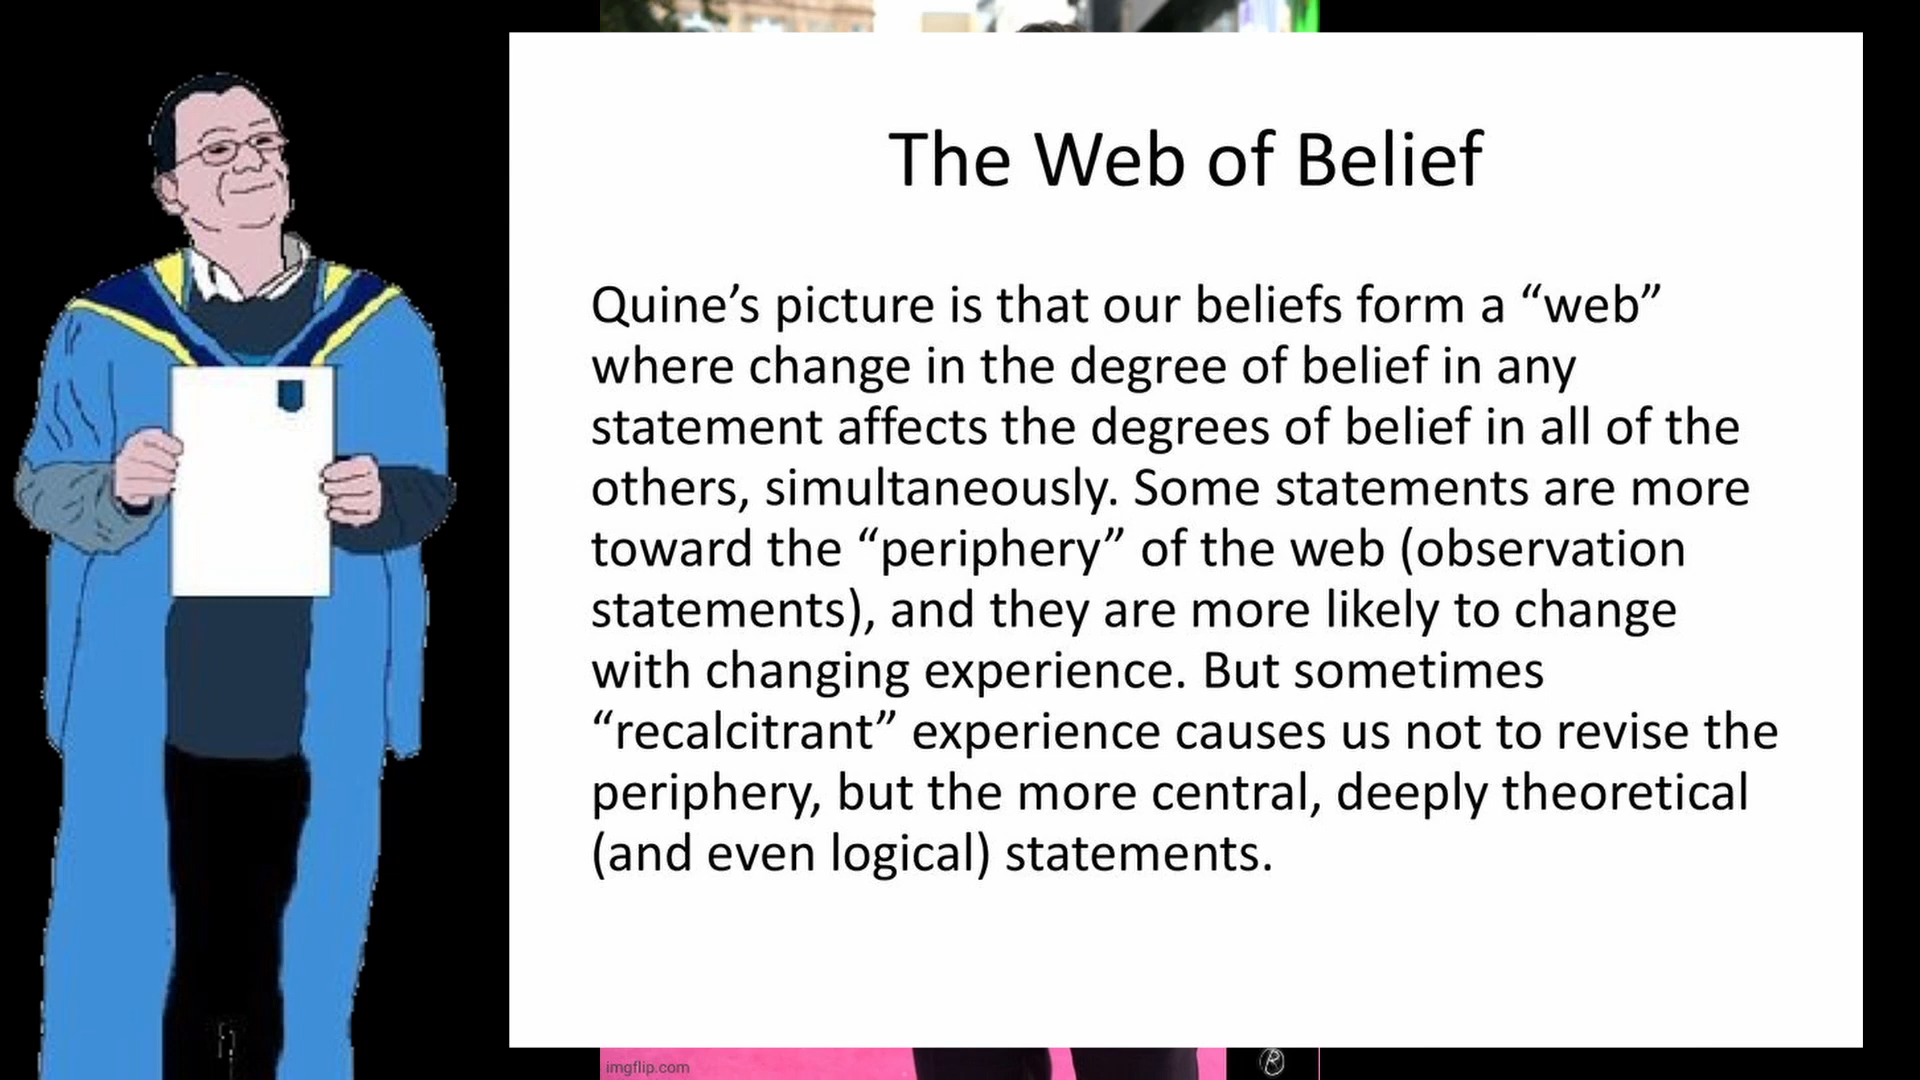 The Web of Belief
Quine’s picture is that our beliefs form a “web”
where change in the degree of belief in any
statement affects the degrees of belief in all of the
others, simultaneously. Some statements are more
toward the “periphery” of the web (observation
statements), and they are more likely to change
with changing experience. But sometimes
“recalcitrant” experience causes us not to revise the
periphery, but the more central, deeply theoretical
(and even logical) statements.
imgflip.com
R